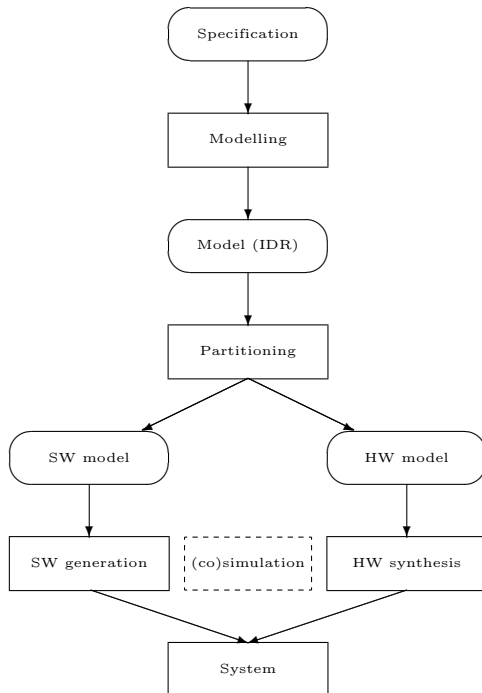 Specification
Modelling
Model (IDR)
Partitioning
SW model
HW model
SW generation
(co)simulation
HW synthesis
System